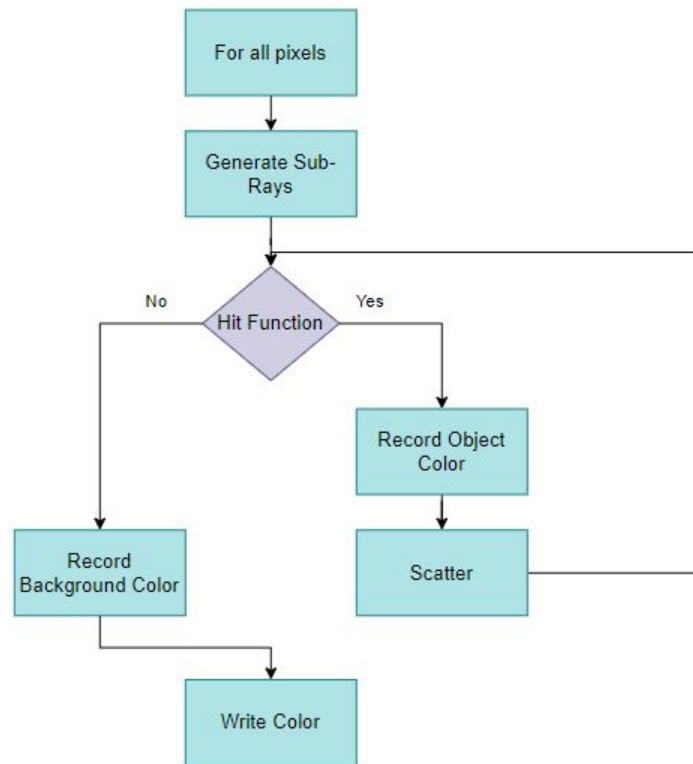 For all pixels
Generate Sub-
Rays
No
Yes
Hit Function
Record Object
Color
Record
Background Color
Scatter
Write Color